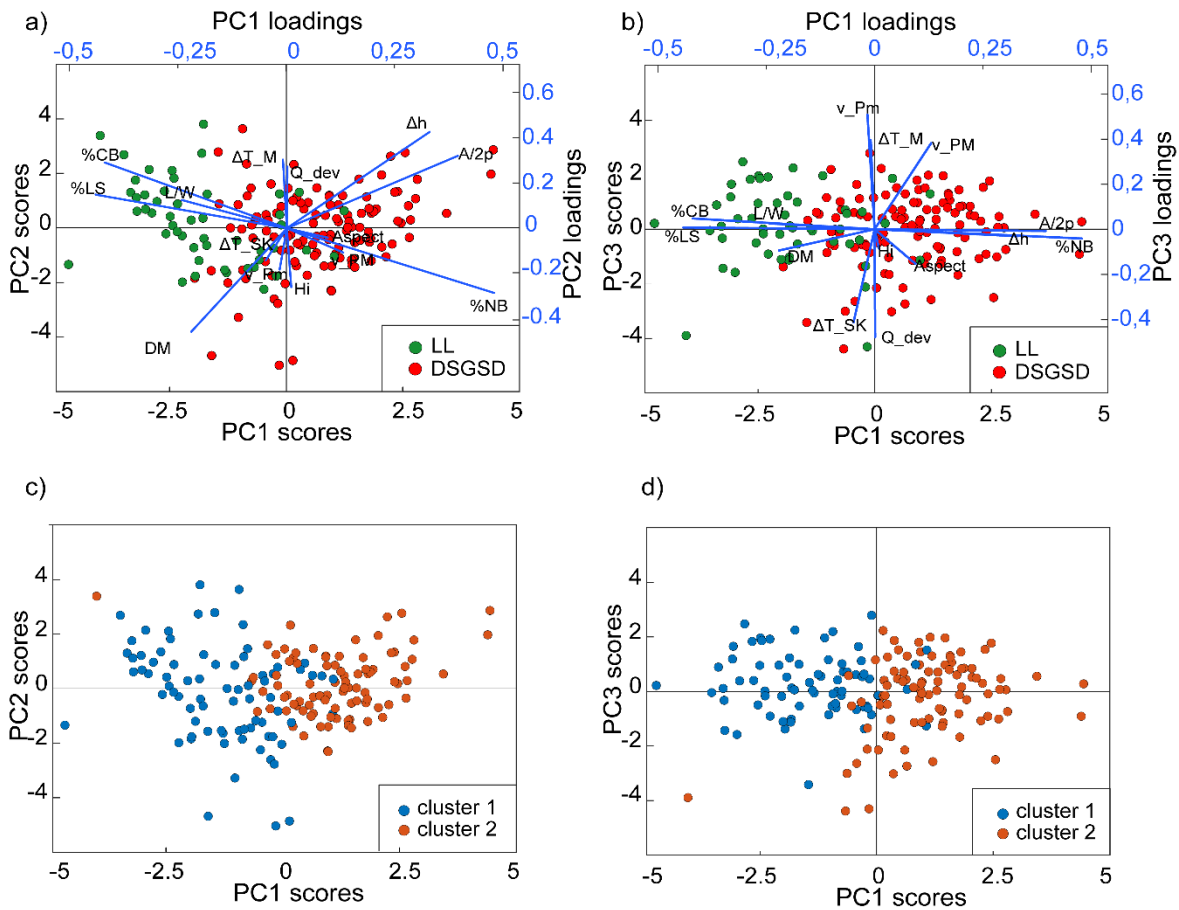 a)
PC1 loadings
-0,5
-0,25
0
0,25
0,5
4
2
0
-2
-4
PC2 scores
0.6
0,4
0,2
0
-0,2
-0,4
PC2 loadings
%CB
%LS
L/W
ΔT_M
Q_dev
Δh
A/2p
ΔT_SK
Aspect
v_PM
v_Pm
Hi
%NB
DM
LL
DSGSD
-5
-2.5
0
2.5
5
PC1 scores
b)
PC1 loadings
-0,5
-0,25
0
0,25
0,5
4
2
0
-2
-4
PC3 scores
0.6
0,4
0,2
0
0,2
0,4
PC3 loadings
v_Pm
ΔT_M
v_PM
%CB
L/W
%LS
A/2p
Δh
%NB
DM
Hi
Aspect
ΔT_SK
Q_dev
LL
DSGSD
-5
-2.5
0
2.5
5
PC1 scores
c)
4
2
0
-2
-4
PC2 scores
cluster 1
cluster 2
-5
-2.5
0
2.5
5
PC1 scores
d)
4
2
0
-2
-4
PC3 scores
cluster 1
cluster 2
-5
-2.5
0
2.5
5
PC1 scores